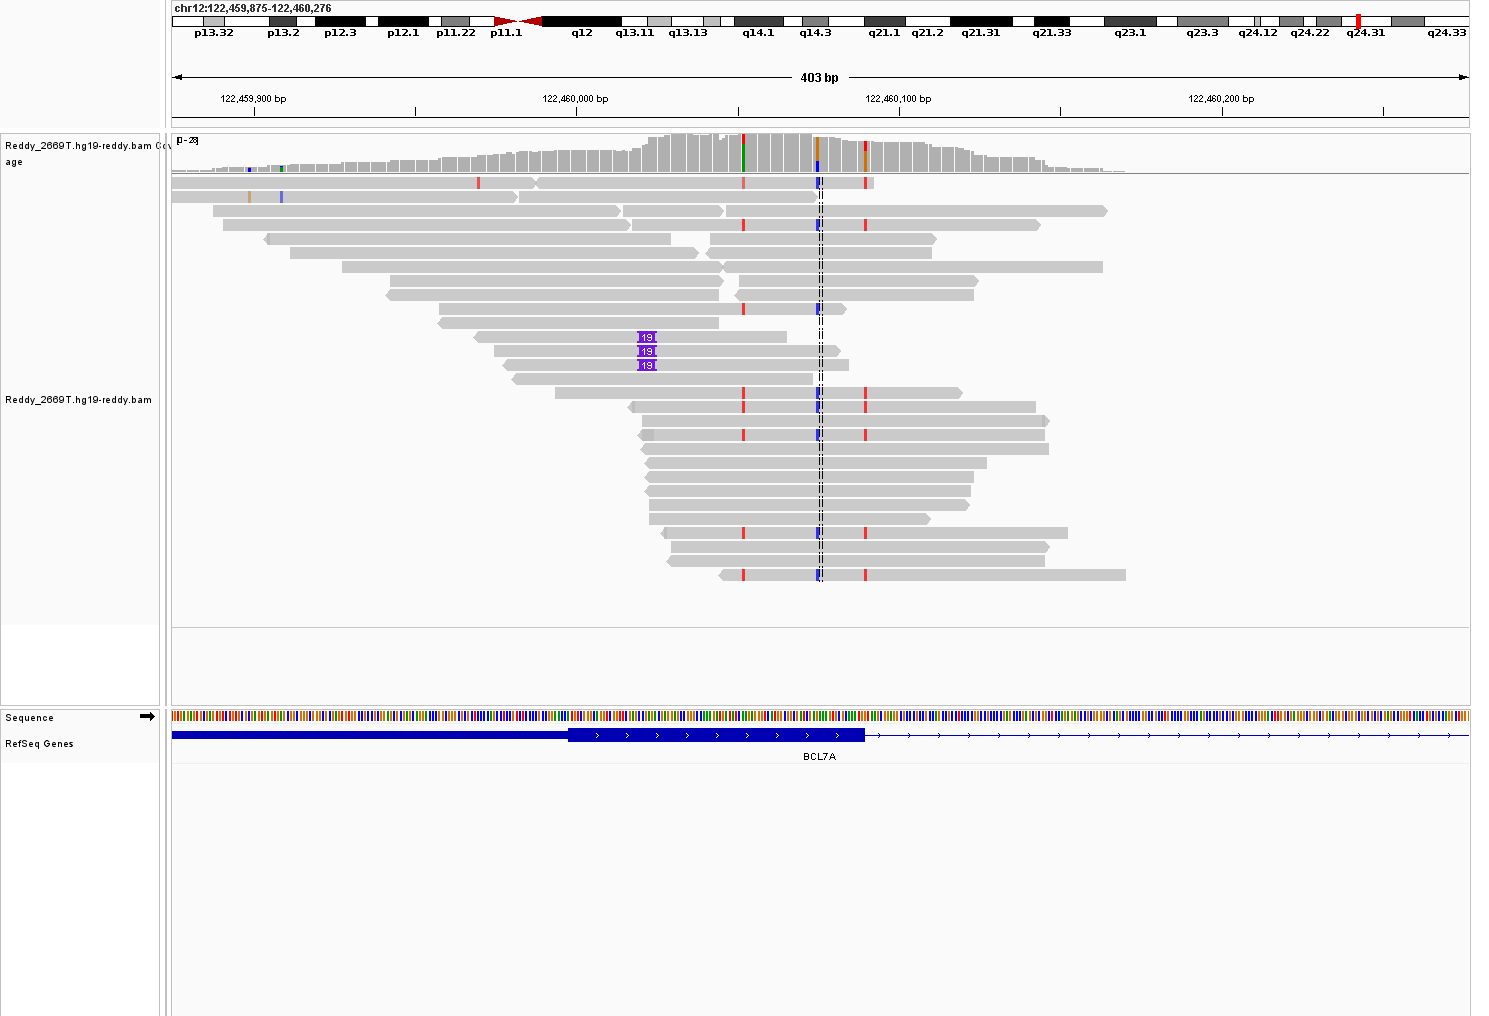 chr12:122,459,875-122,460,276
p13.32 p13.2 p12.3 p12.1 p11.22 p11.1 q12 q13.11 q13.13 q14.1 q14.3 q21.1 q21.2 q21.31 q21.33 q23.1 q23.3 q24.12 q24.22 q24.31 q24.33
403 bp
122,459,900 bp 122,460,000 bp 122,460,100 bp 122,460,200 bp
Reddy_2669T.hg19-reddy.bam Cov
age
[0-28]
19
19
19
Reddy_2669T.hg19-reddy.bam
Sequence
RefSeq Genes
BCL7A